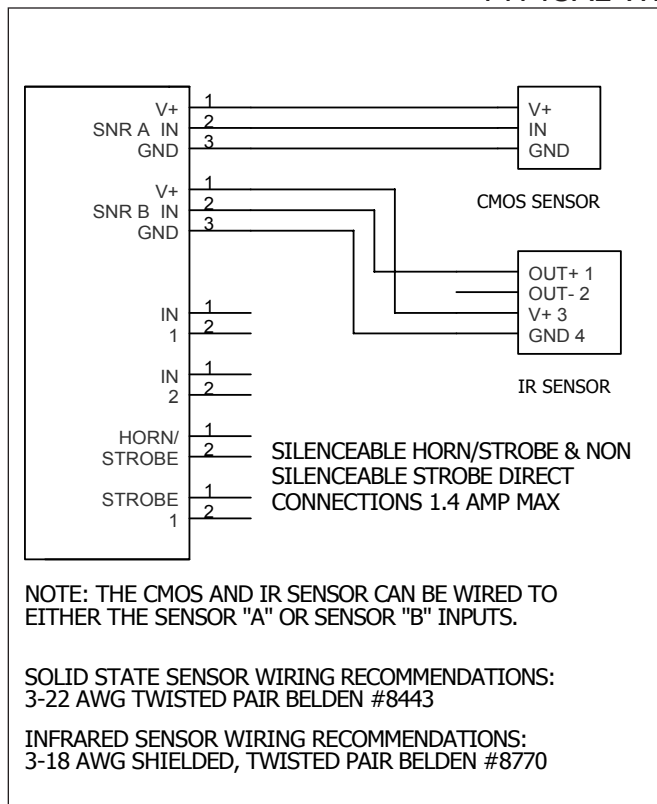 V+ 1
SNR A IN 2
GND 3
V+ 1
SNR B IN 2
GND 3
IN 1
1 2
IN 1
2 2
HORN/ 1
STROBE 2
STROBE 1
1 2
V+
IN
GND
CMOS SENSOR
OUT+ 1
OUT- 2
V+ 3
GND 4
IR SENSOR
SILENCEABLE HORN/STROBE & NON
SILENCEABLE STROBE DIRECT
CONNECTIONS 1.4 AMP MAX
NOTE: THE CMOS AND IR SENSOR CAN BE WIRED TO
EITHER THE SENSOR "A" OR SENSOR "B" INPUTS.
SOLID STATE SENSOR WIRING RECOMMENDATIONS:
3-22 AWG TWISTED PAIR BELDEN #8443
INFRARED SENSOR WIRING RECOMMENDATIONS:
3-18 AWG SHIELDED, TWISTED PAIR BELDEN #8770